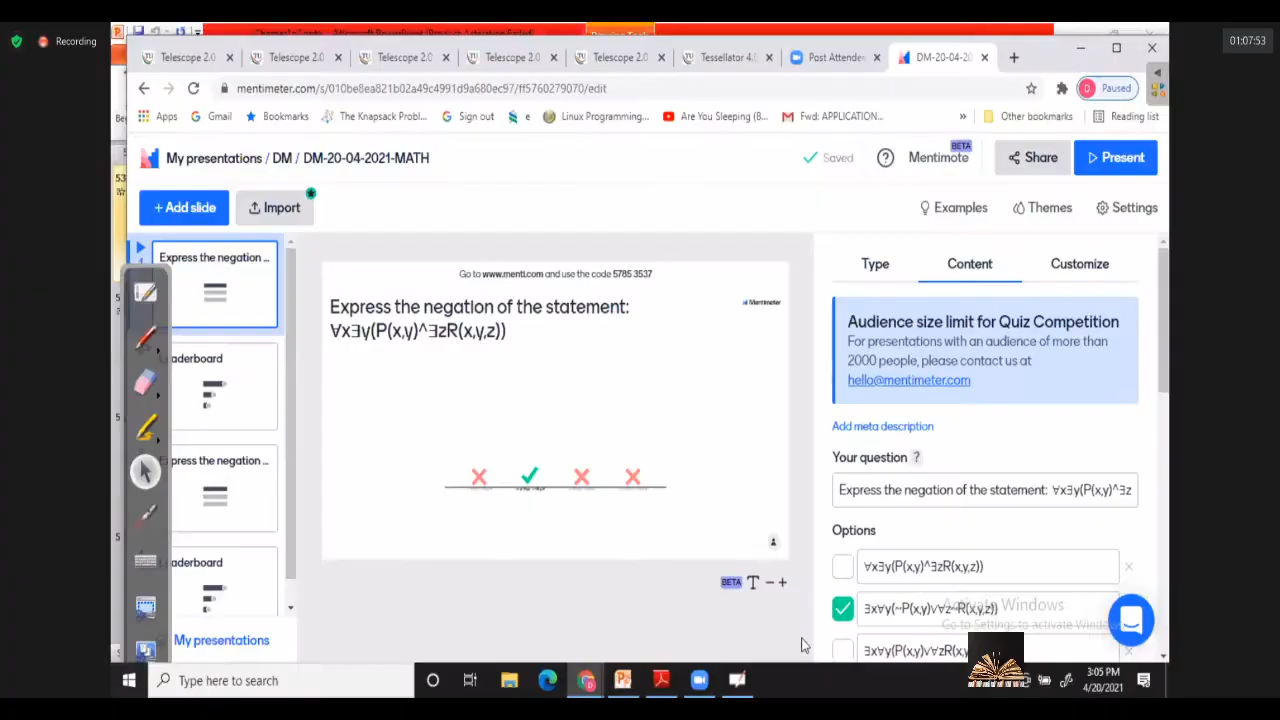 Recording
01:07:53
Telescope 2.0
Telescope 2.0
Telescope 2.0
Telescope 2.0
Telescope 2.0
Tessellator 4.
Post Attende
DM-20-04-20
mentimeter.com/s/010be8ea821b02a49c4991d9a680ec97/ff5760279070/edit
Paused
Apps
Gmail
Bookmarks
The Knapsack Probl...
Sign out
e
Linux Programming...
Are You Sleeping (B...
Fwd: APPLICATION...
»
Other bookmarks
Reading list
My presentations / DM / DM-20-04-2021-MATH
Saved
Mentimote
BETA
Share
Present
+ Add slide
Import
Examples
Themes
Settings
Express the negation ...
Leaderboard
Express the negation ...
Leaderboard
My presentations
Go to www.menti.com and use the code 5785 3537
Mentimeter
Express the negation of the statement:
∀x∃y(P(x,y)^∃zR(x,y,z))
BETA
T
Type
Content
Customize
Audience size limit for Quiz Competition
For presentations with an audience of more than
2000 people, please contact us at
hello@mentimeter.com
Add meta description
Your question ?
Express the negation of the statement: ∀x∃y(P(x,y)^∃z
Options
∀x∃y(P(x,y)^∃zR(x,y,z))
∃x∀y(~P(x,y)∨∀z~R(x,y,z))
∃x∀y(P(x,y)∨∀zR(x,y,
Activate Windows
Go to Settings to activate Windows
Type here to search
3:05 PM
4/20/2021